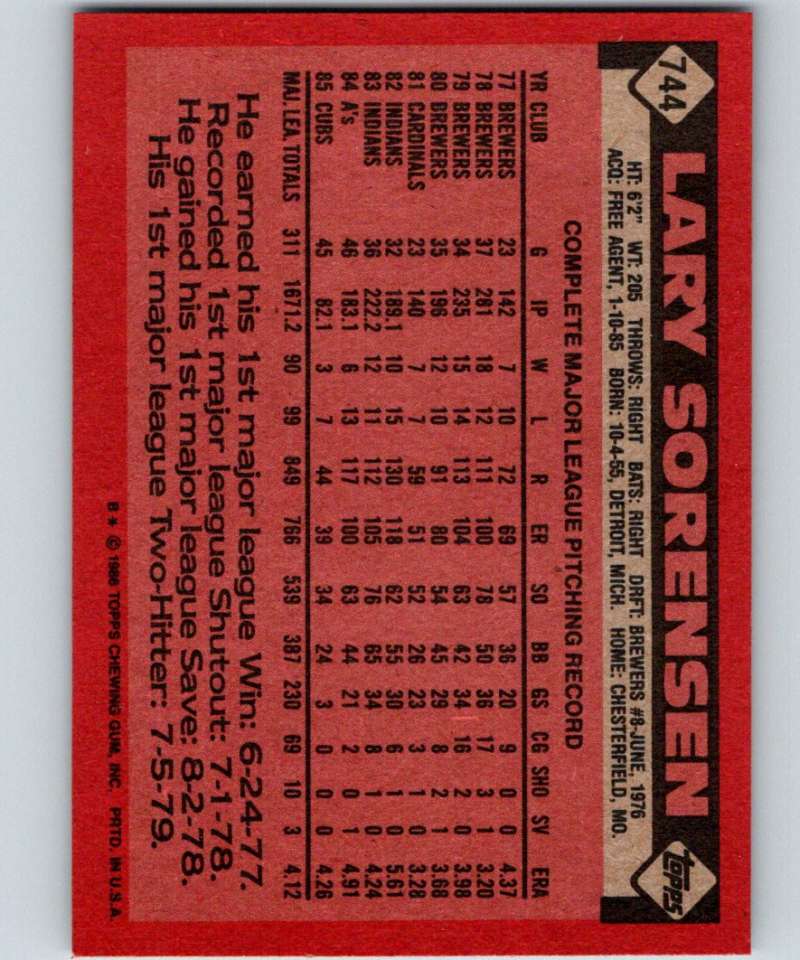 744
LARY SORENSEN
topps
HT: 6'2" WT: 205 THROWS: RIGHT BATS: RIGHT DRFT: BREWERS #8-JUNE, 1976
ACQ: FREE AGENT, 1-10-85 BORN: 10-4-55, DETROIT, MICH. HOME: CHESTERFIELD, MO.
COMPLETE MAJOR LEAGUE PITCHING RECORD
YR CLUB G IP W L R ER SO BB GS CG SHO SV ERA
77 BREWERS 23 142 7 10 72 69 57 36 20 9 0 0 4.37
78 BREWERS 37 281 18 12 111 100 78 50 36 17 3 1 3.20
79 BREWERS 34 235 15 14 113 104 63 42 34 16 2 0 3.98
80 BREWERS 35 196 12 10 91 80 54 45 29 8 2 1 3.68
81 CARDINALS 23 140 7 7 59 51 52 26 23 3 1 0 3.28
82 INDIANS 32 189.1 10 15 130 118 62 55 30 6 1 0 5.61
83 INDIANS 36 222.2 12 11 112 105 76 65 34 8 1 0 4.24
84 A's 46 183.1 6 13 117 100 63 44 21 2 0 1 4.91
85 CUBS 45 82.1 3 7 44 39 34 24 3 0 0 0 4.26
MAJ. LEA. TOTALS 311 1671.2 90 99 849 766 539 387 230 69 10 3 4.12
He earned his 1st major league Win: 6-24-77.
Recorded 1st major league Shutout: 7-1-78.
He gained his 1st major league Save: 8-2-78.
His 1st major league Two-Hitter: 7-5-79.
B* © 1986 TOPPS CHEWING GUM, INC. PRTD. IN U.S.A.